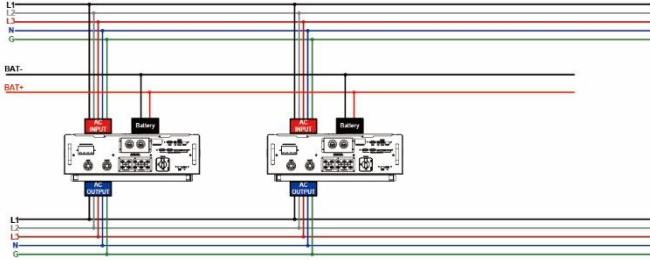 L1
L2
L3
N
G
BAT-
BAT+
AC
INPUT
Battery
AC
INPUT
Battery
AC
OUTPUT
AC
OUTPUT
L1
L2
L3
N
G